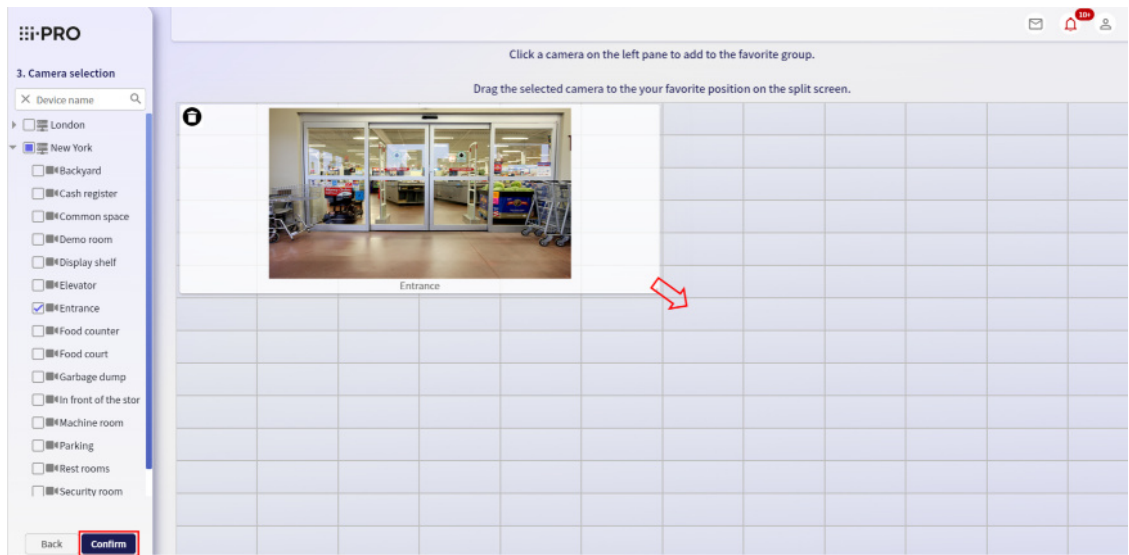 i-PRO
3. Camera selection
Device name
London
New York
Backyard
Cash register
Common space
Demo room
Display shelf
Elevator
Entrance
Food counter
Food court
Garbage dump
In front of the stor
Machine room
Parking
Rest rooms
Security room
Back
Confirm
10+
Click a camera on the left pane to add to the favorite group.
Drag the selected camera to the your favorite position on the split screen.
Entrance